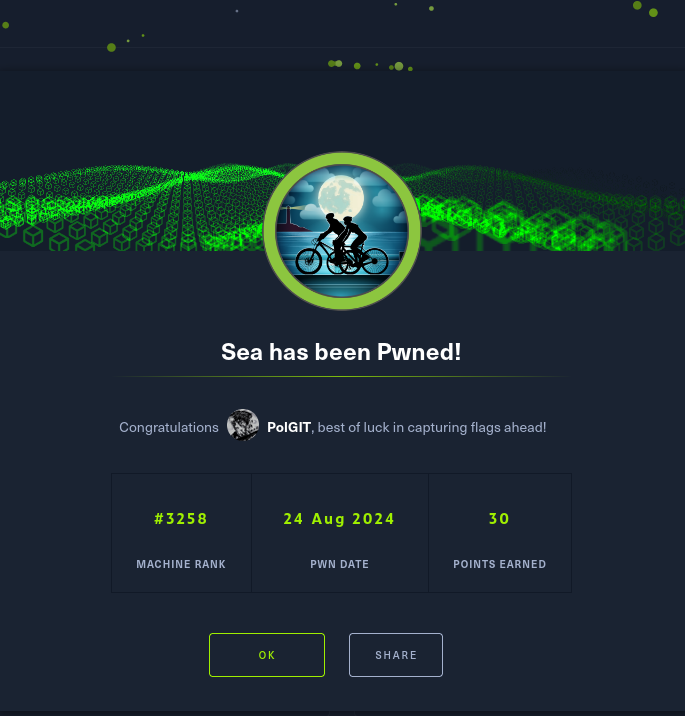 Sea has been Pwned!
Congratulations PolGIT, best of luck in capturing flags ahead!
#3258 24 Aug 2024 30
MACHINE RANK PWN DATE POINTS EARNED
OK SHARE